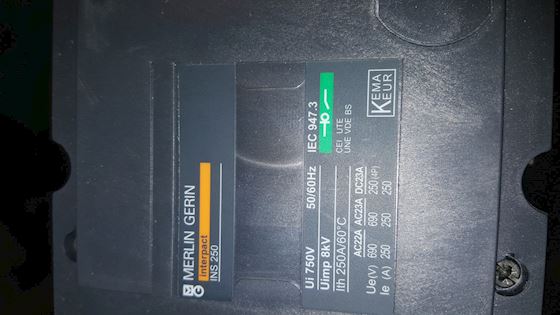 MERLIN GERIN
interpact
INS 250
Ui 750V 50/60Hz IEC 947.3
Uimp 8kV CEI UTE
Ith 250A/60°C UNE VDE BS
AC22A AC23A DC23A
Ue(V) 690 690 250(4P)
Ie (A) 250 250 250
KEMA
KEUR